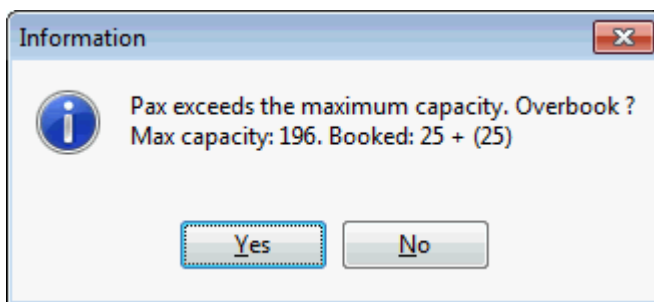 Information
Pax exceeds the maximum capacity. Overbook ?
Max capacity: 196. Booked: 25 + (25)
Yes
No